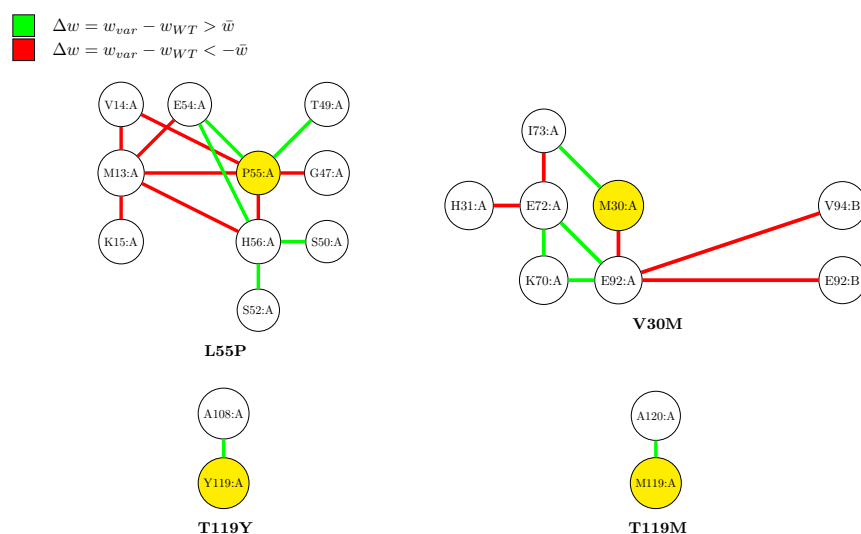 Δw = w_var − w_WT > w̄
Δw = w_var − w_WT < −w̄
V14:A E54:A T49:A
M13:A P55:A G47:A
K15:A H56:A S50:A
S52:A
L55P
I73:A
H31:A E72:A M30:A V94:B
K70:A E92:A E92:B
V30M
A108:A
Y119:A
T119Y
A120:A
M119:A
T119M